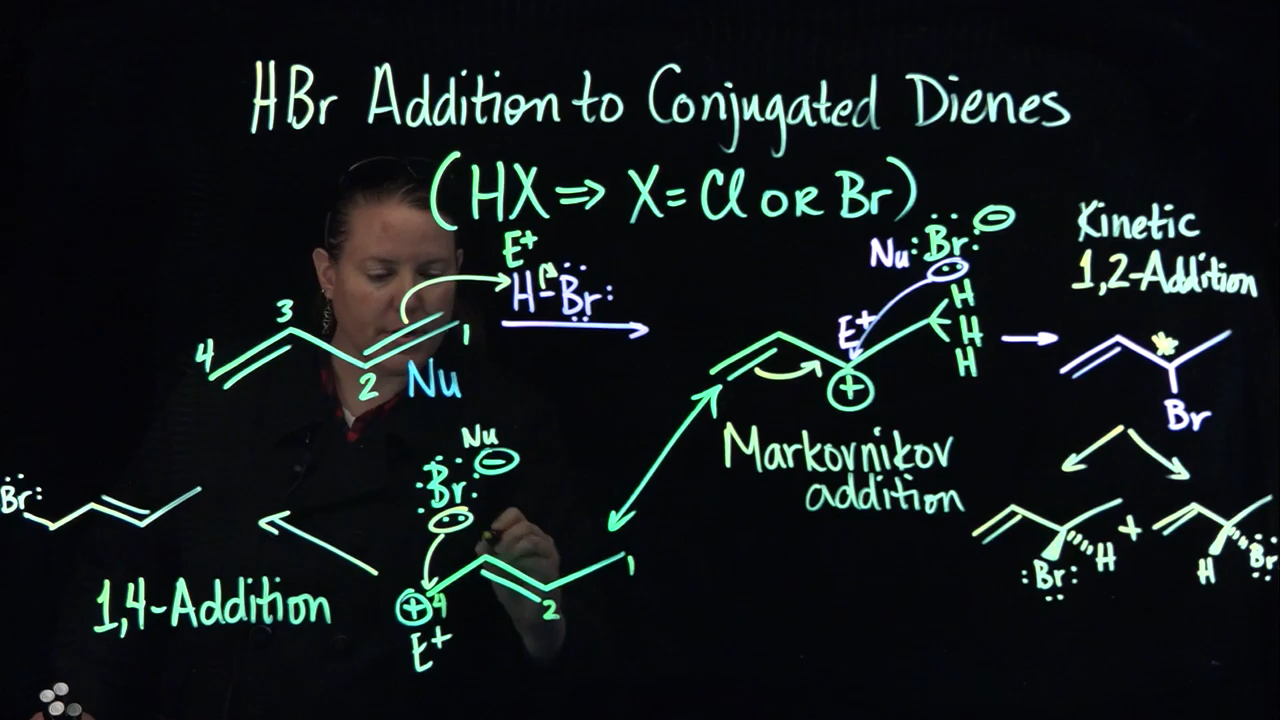 HBr Addition to Conjugated Dienes
(HX ⇒ X = Cl OR Br)
E+
H-Br:
4 3 2 1
Nu
Nu :Br: −
E+
H
H
H
+
Markovnikov
addition
Kinetic
1,2-Addition
*
Br
:Br: H + H Br:
Nu
:Br: −
+ 4 2 1
E+
Br:
1,4-Addition